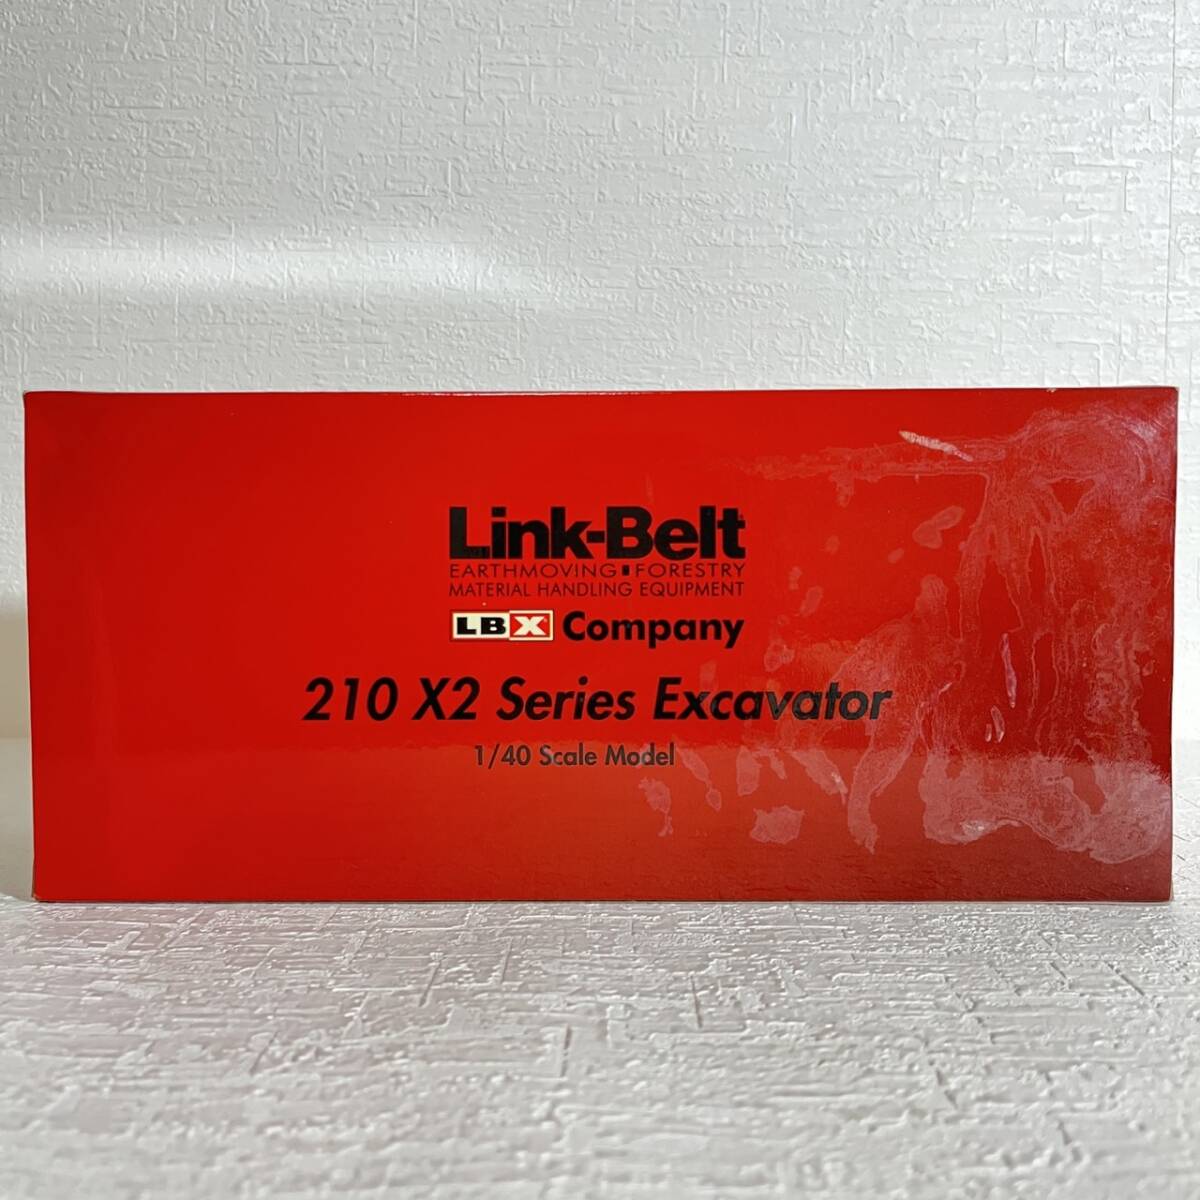 Link-Belt
EARTHMOVING ■ FORESTRY
MATERIAL HANDLING EQUIPMENT
LBX Company
210 X2 Series Excavator
1/40 Scale Model